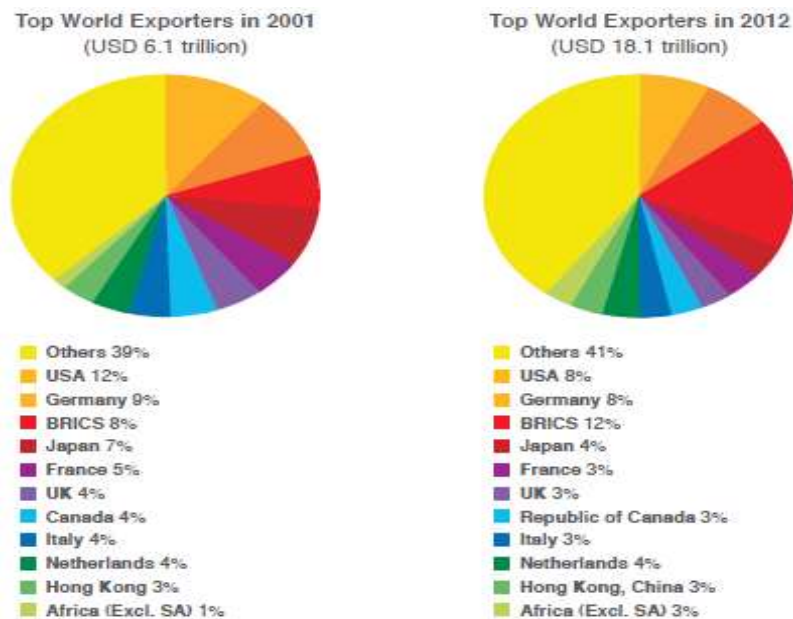 Top World Exporters in 2001
(USD 6.1 trillion)
Others 39%
USA 12%
Germany 9%
BRICS 8%
Japan 7%
France 5%
UK 4%
Canada 4%
Italy 4%
Netherlands 4%
Hong Kong 3%
Africa (Excl. SA) 1%
Top World Exporters in 2012
(USD 18.1 trillion)
Others 41%
USA 8%
Germany 8%
BRICS 12%
Japan 4%
France 3%
UK 3%
Republic of Canada 3%
Italy 3%
Netherlands 4%
Hong Kong, China 3%
Africa (Excl. SA) 3%